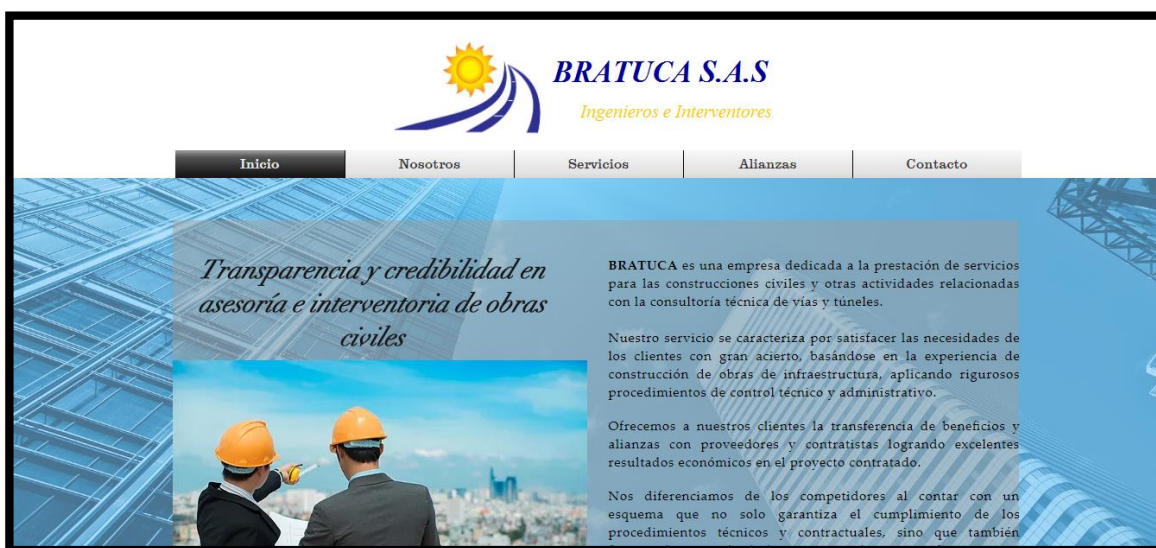 BRATUCA S.A.S
Ingenieros e Interventores
Inicio
Nosotros
Servicios
Alianzas
Contacto
Transparencia y credibilidad en
asesoría e interventoria de obras
civiles
BRATUCA es una empresa dedicada a la prestación de servicios
para las construcciones civiles y otras actividades relacionadas
con la consultoría técnica de vías y túneles.
Nuestro servicio se caracteriza por satisfacer las necesidades de
los clientes con gran acierto, basándose en la experiencia de
construcción de obras de infraestructura, aplicando rigurosos
procedimientos de control técnico y administrativo.
Ofrecemos a nuestros clientes la transferencia de beneficios y
alianzas con proveedores y contratistas logrando excelentes
resultados económicos en el proyecto contratado.
Nos diferenciamos de los competidores al contar con un
esquema que no solo garantiza el cumplimiento de los
procedimientos técnicos y contractuales, sino que también